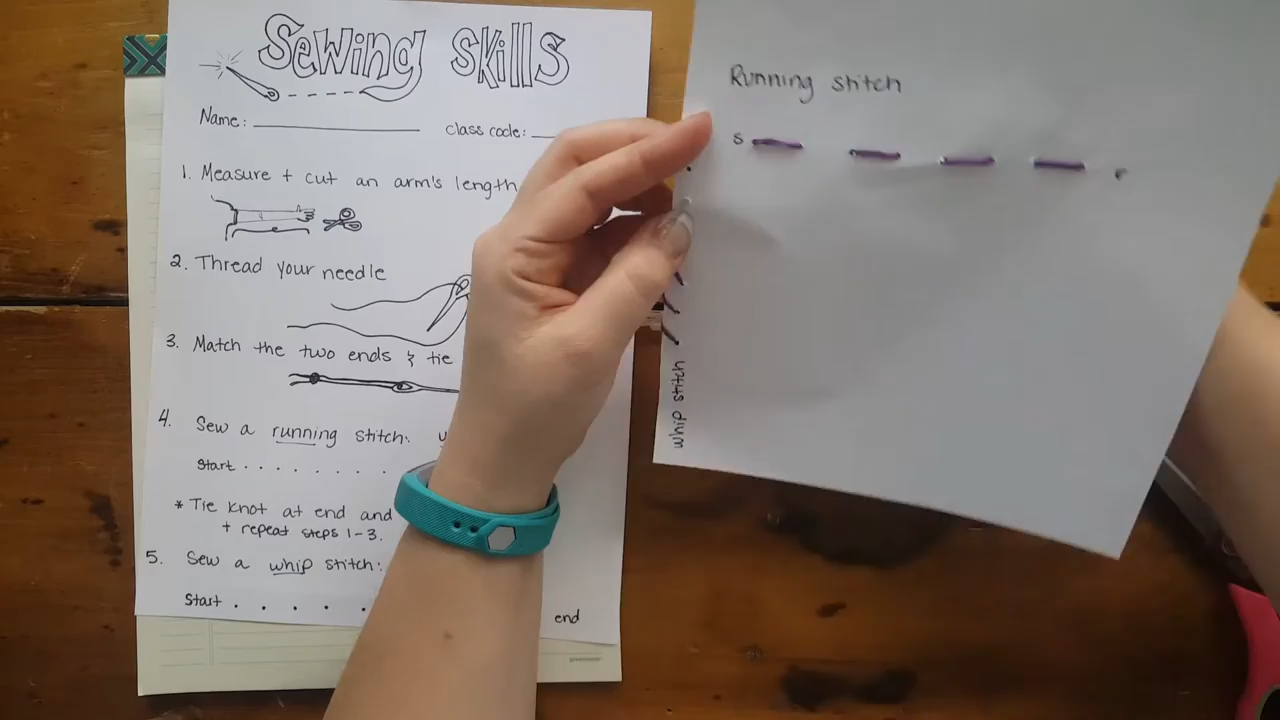 Sewing Skills
Name:
class code:
1. Measure + cut an arm's length
2. Thread your needle
3. Match the two ends & tie
4. Sew a running stitch:
start
* Tie knot at end and
+ repeat steps 1-3.
5. Sew a whip stitch:
Start
end
Running stitch
S
whip stitch